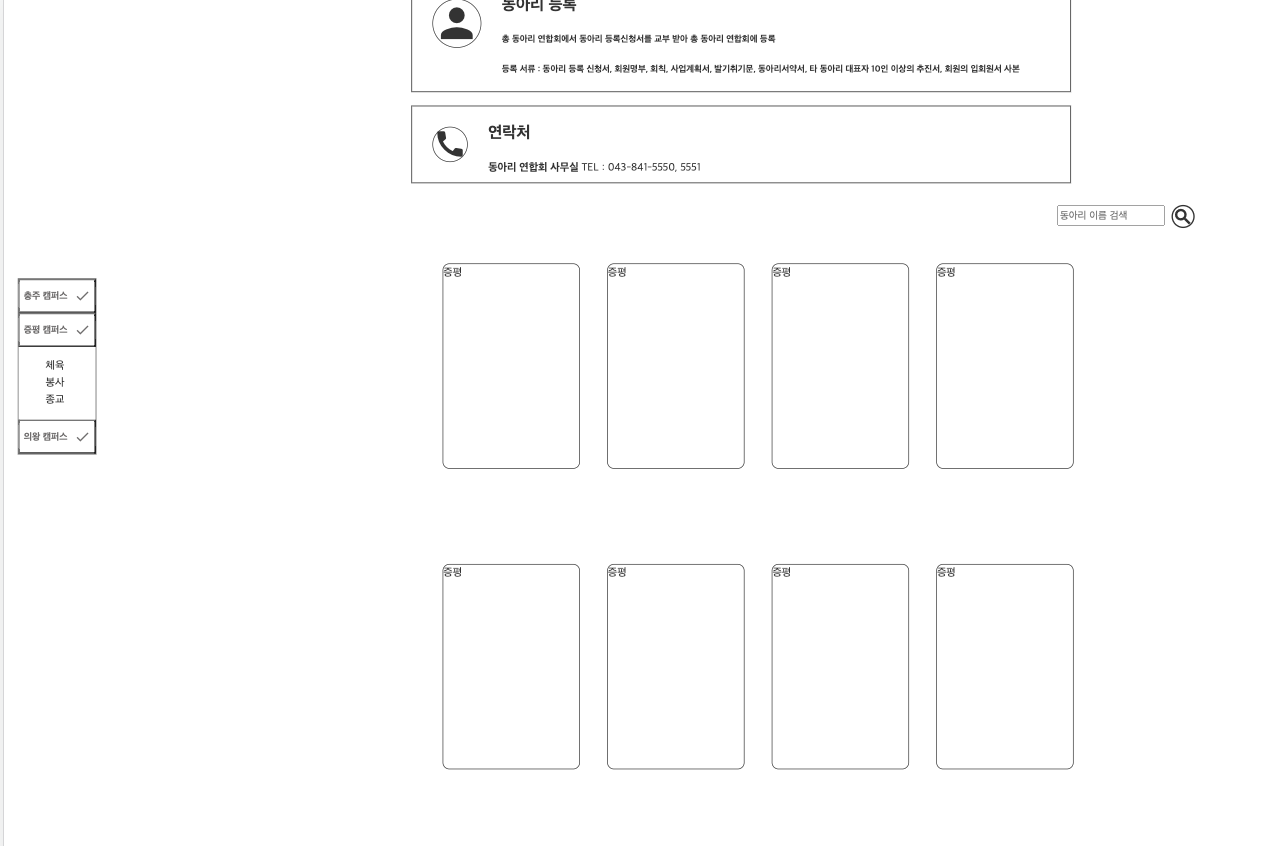 동아리 등록
총 동아리 연합회에서 동아리 등록신청서를 교부 받아 총 동아리 연합회에 등록
등록 서류 : 동아리 등록 신청서, 회원명부, 회칙, 사업계획서, 발기취기문, 동아리서약서, 타 동아리 대표자 10인 이상의 추진서, 회원의 입회원서 사본
연락처
동아리 연합회 사무실 TEL : 043-841-5550, 5551
동아리 이름 검색
충주 캠퍼스
증평 캠퍼스
체육
봉사
종교
의왕 캠퍼스
증평
증평
증평
증평
증평
증평
증평
증평